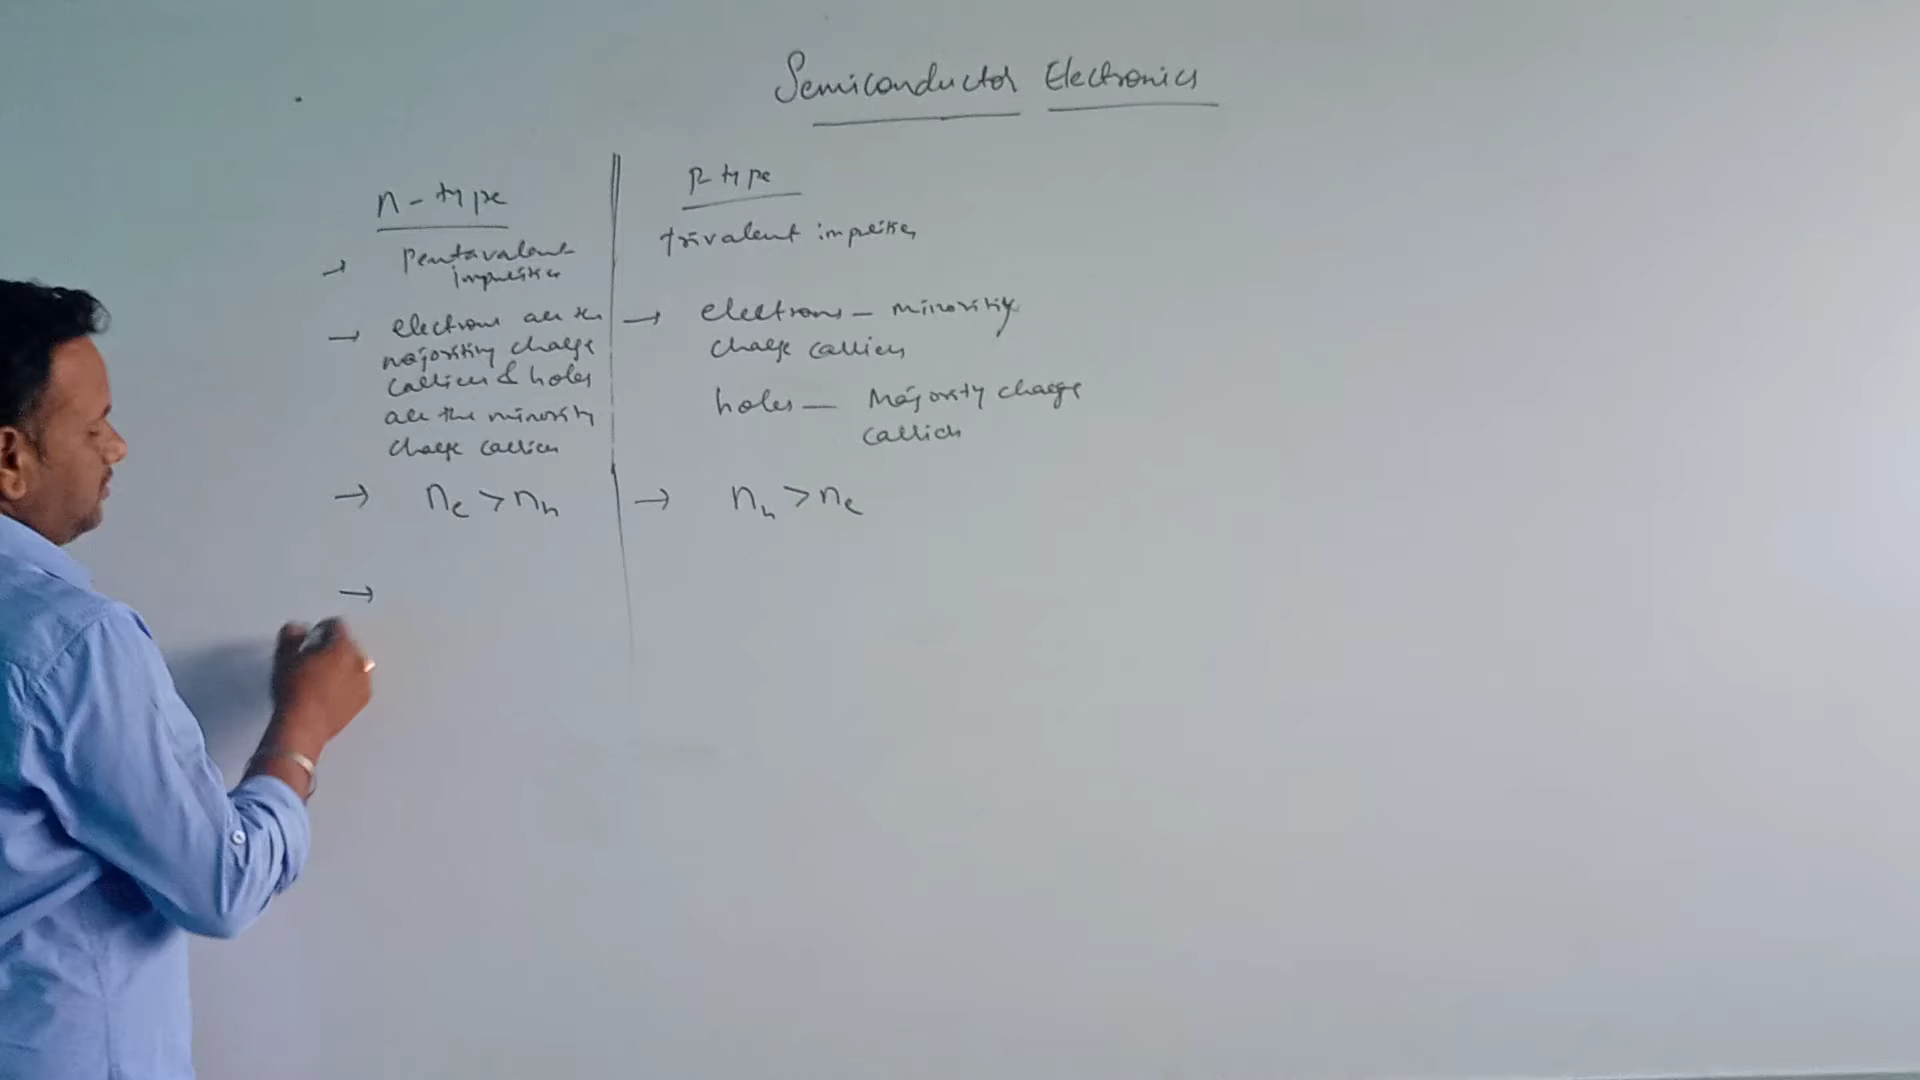 Semiconductor Electronics
n - type
→ Pentavalent
impurities
→ electrons are the
majority charge
carriers & holes
are the minority
charge carriers
→ ne > nh
→
p-type
trivalent impurities
→ electrons - minority
charge carriers
holes - Majority charge
carriers
→ nh > ne